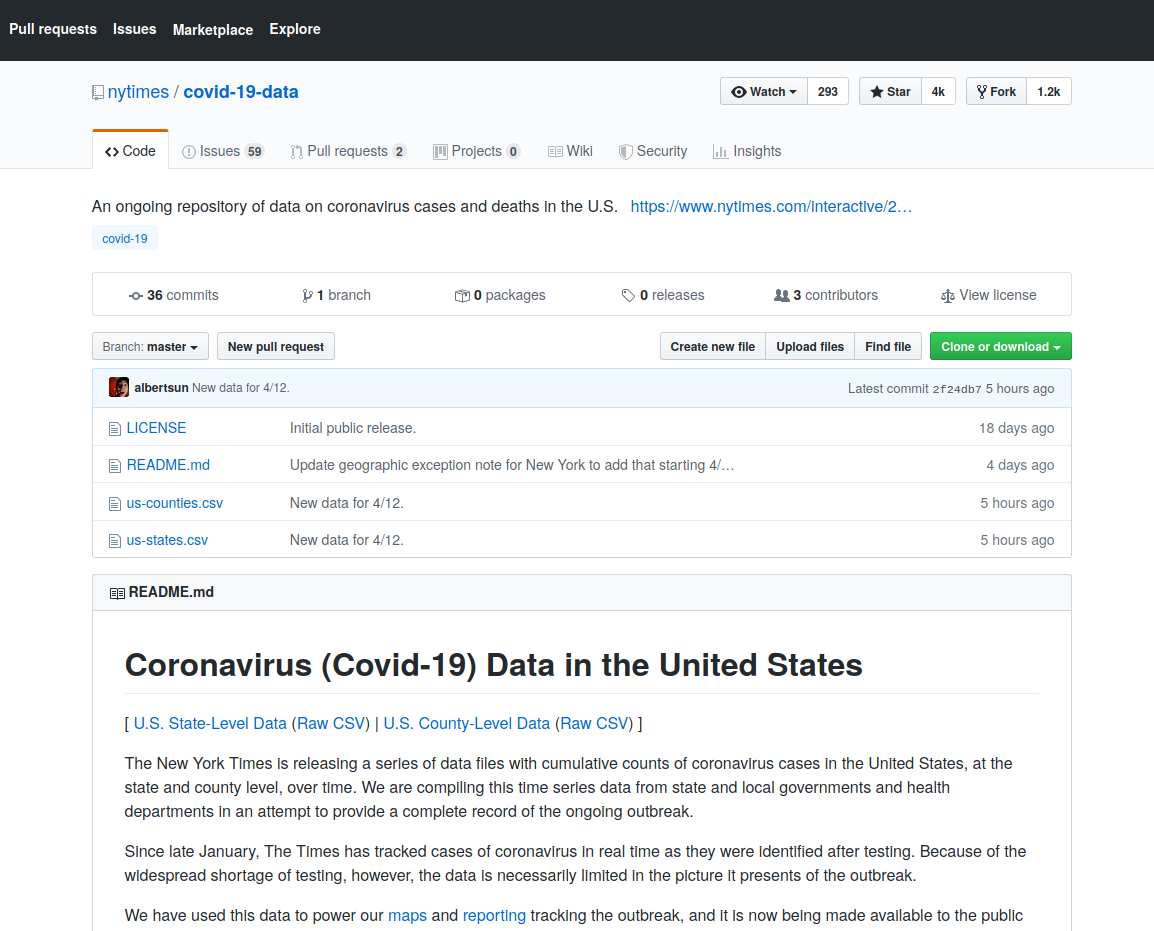 Pull requests Issues Marketplace Explore
nytimes / covid-19-data
Watch 293 Star 4k Fork 1.2k
Code Issues 59 Pull requests 2 Projects 0 Wiki Security Insights
An ongoing repository of data on coronavirus cases and deaths in the U.S. https://www.nytimes.com/interactive/2…
covid-19
36 commits 1 branch 0 packages 0 releases 3 contributors View license
Branch: master New pull request Create new file Upload files Find file Clone or download
albertsun New data for 4/12. Latest commit 2f24db7 5 hours ago
LICENSE Initial public release. 18 days ago
README.md Update geographic exception note for New York to add that starting 4/… 4 days ago
us-counties.csv New data for 4/12. 5 hours ago
us-states.csv New data for 4/12. 5 hours ago
README.md
Coronavirus (Covid-19) Data in the United States
[ U.S. State-Level Data (Raw CSV) | U.S. County-Level Data (Raw CSV) ]
The New York Times is releasing a series of data files with cumulative counts of coronavirus cases in the United States, at the
state and county level, over time. We are compiling this time series data from state and local governments and health
departments in an attempt to provide a complete record of the ongoing outbreak.
Since late January, The Times has tracked cases of coronavirus in real time as they were identified after testing. Because of the
widespread shortage of testing, however, the data is necessarily limited in the picture it presents of the outbreak.
We have used this data to power our maps and reporting tracking the outbreak, and it is now being made available to the public